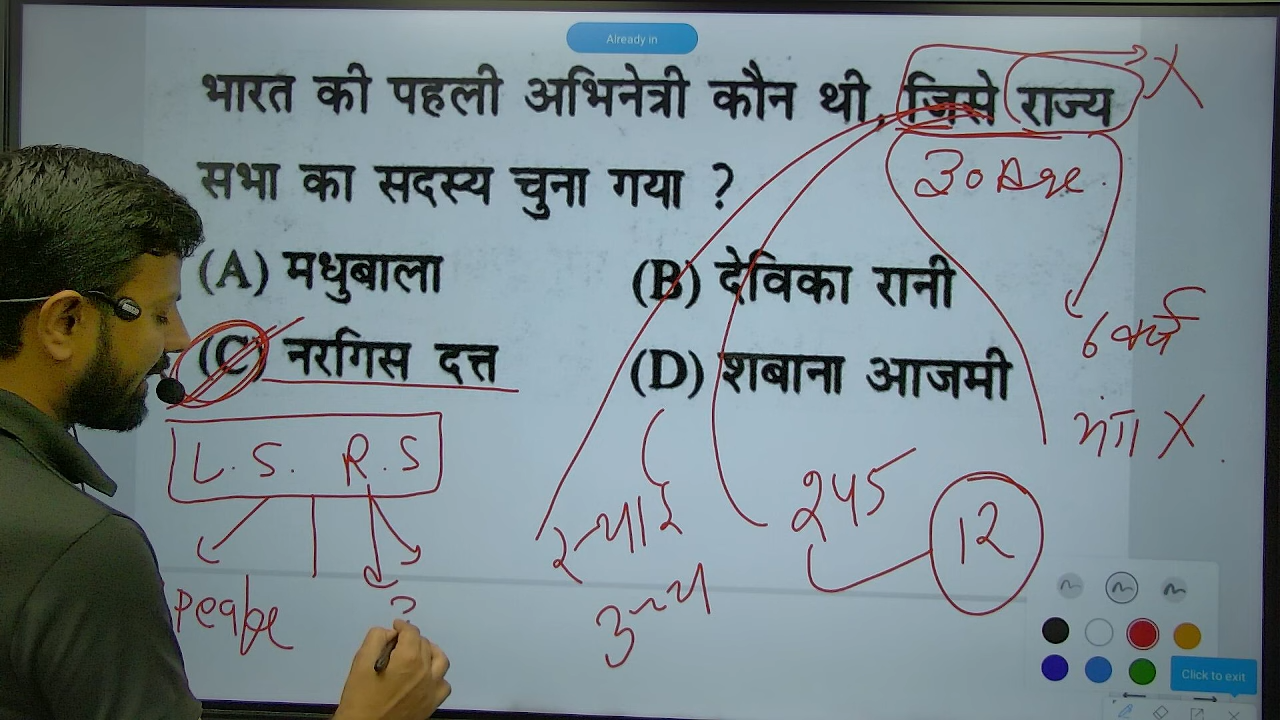 Already in
भारत की पहली अभिनेत्री कौन थी, जिसे राज्य
सभा का सदस्य चुना गया ?
(A) मधुबाला
(B) देविका रानी
(C) नरगिस दत्त
(D) शबाना आजमी
30 Age
6 वर्ष
भंग X
L.S. R.S
245
12
उच्च
?
Click to exit